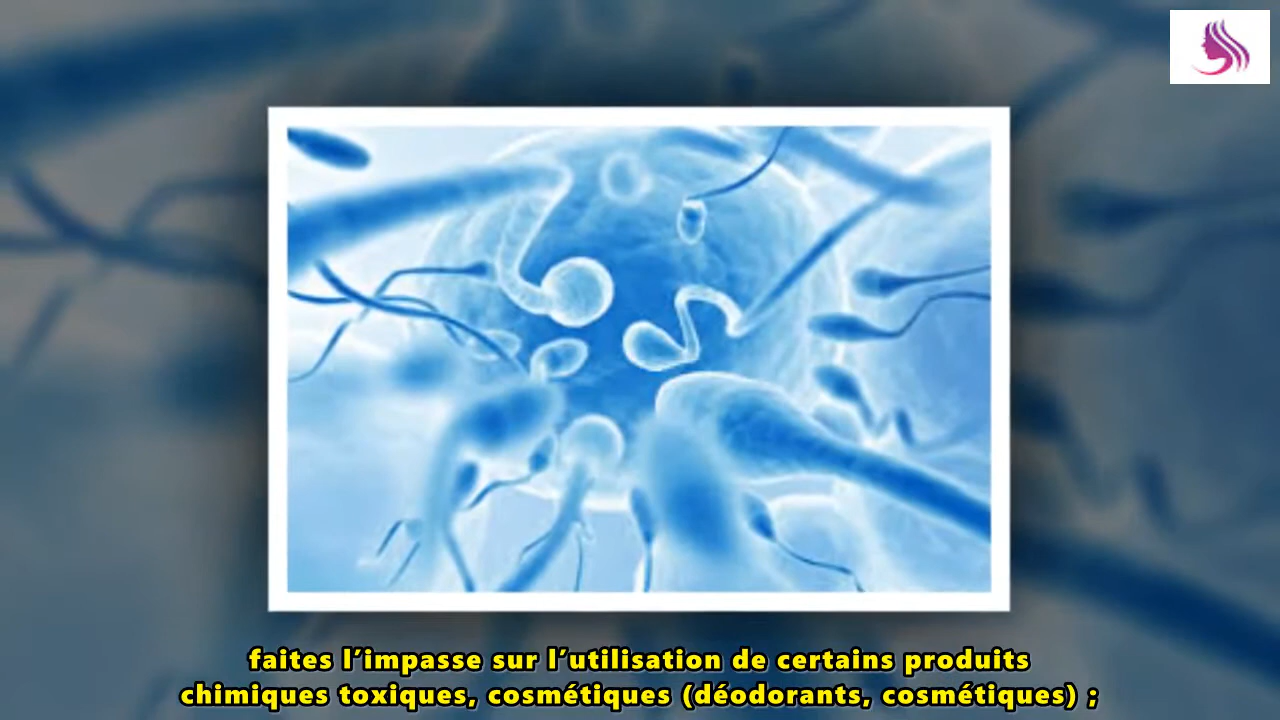 faites l’impasse sur l’utilisation de certains produits
chimiques toxiques, cosmétiques (déodorants, cosmétiques) ;